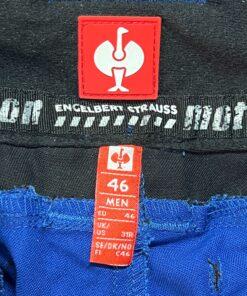 ENGELBERT STRAUSS
on
mot
46
MEN
EU 46
UK/
US 31R
SE/DK/NO
FI C46